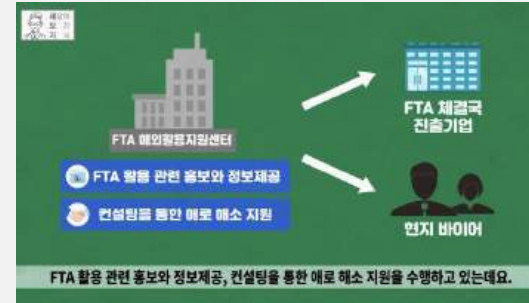 FTA 해외활용지원센터
FTA 활용 관련 홍보와 정보제공
컨설팅을 통한 애로 해소 지원
FTA 체결국
진출기업
현지 바이어
FTA 활용 관련 홍보와 정보제공, 컨설팅을 통한 애로 해소 지원을 수행하고 있는데요.